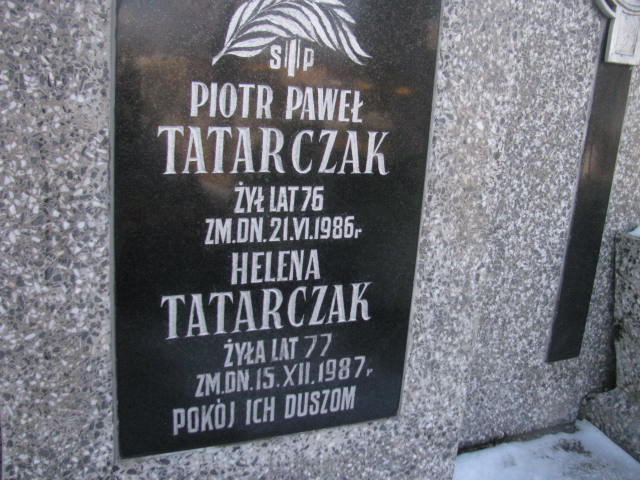 Ś P
PIOTR PAWEŁ
TATARCZAK
ŻYŁ LAT 76
ZM. DN. 21.VI.1986r
HELENA
TATARCZAK
ŻYŁA LAT 77
ZM. DN. 15.XII.1987r.
POKÓJ ICH DUSZOM